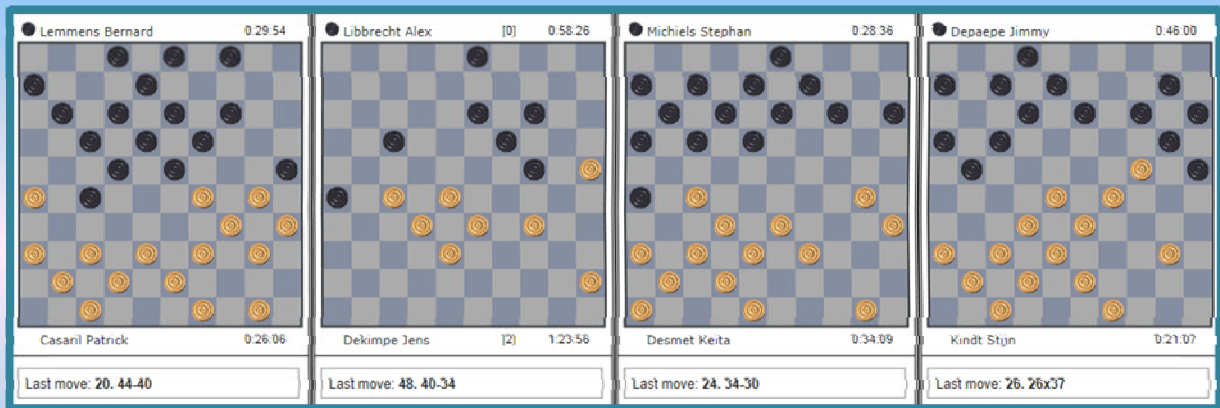 Lemmens Bernard 0:29:54
Libbrecht Alex [0] 0:58:26
Michiels Stephan 0:28:36
Depaepe Jimmy 0:46:00
Casaril Patrick 0:26:06
Dekimpe Jens [2] 1:23:56
Desmet Keita 0:34:09
Kindt Stijn 0:21:07
Last move: 20. 44-40
Last move: 48. 40-34
Last move: 24. 34-30
Last move: 26. 26x37